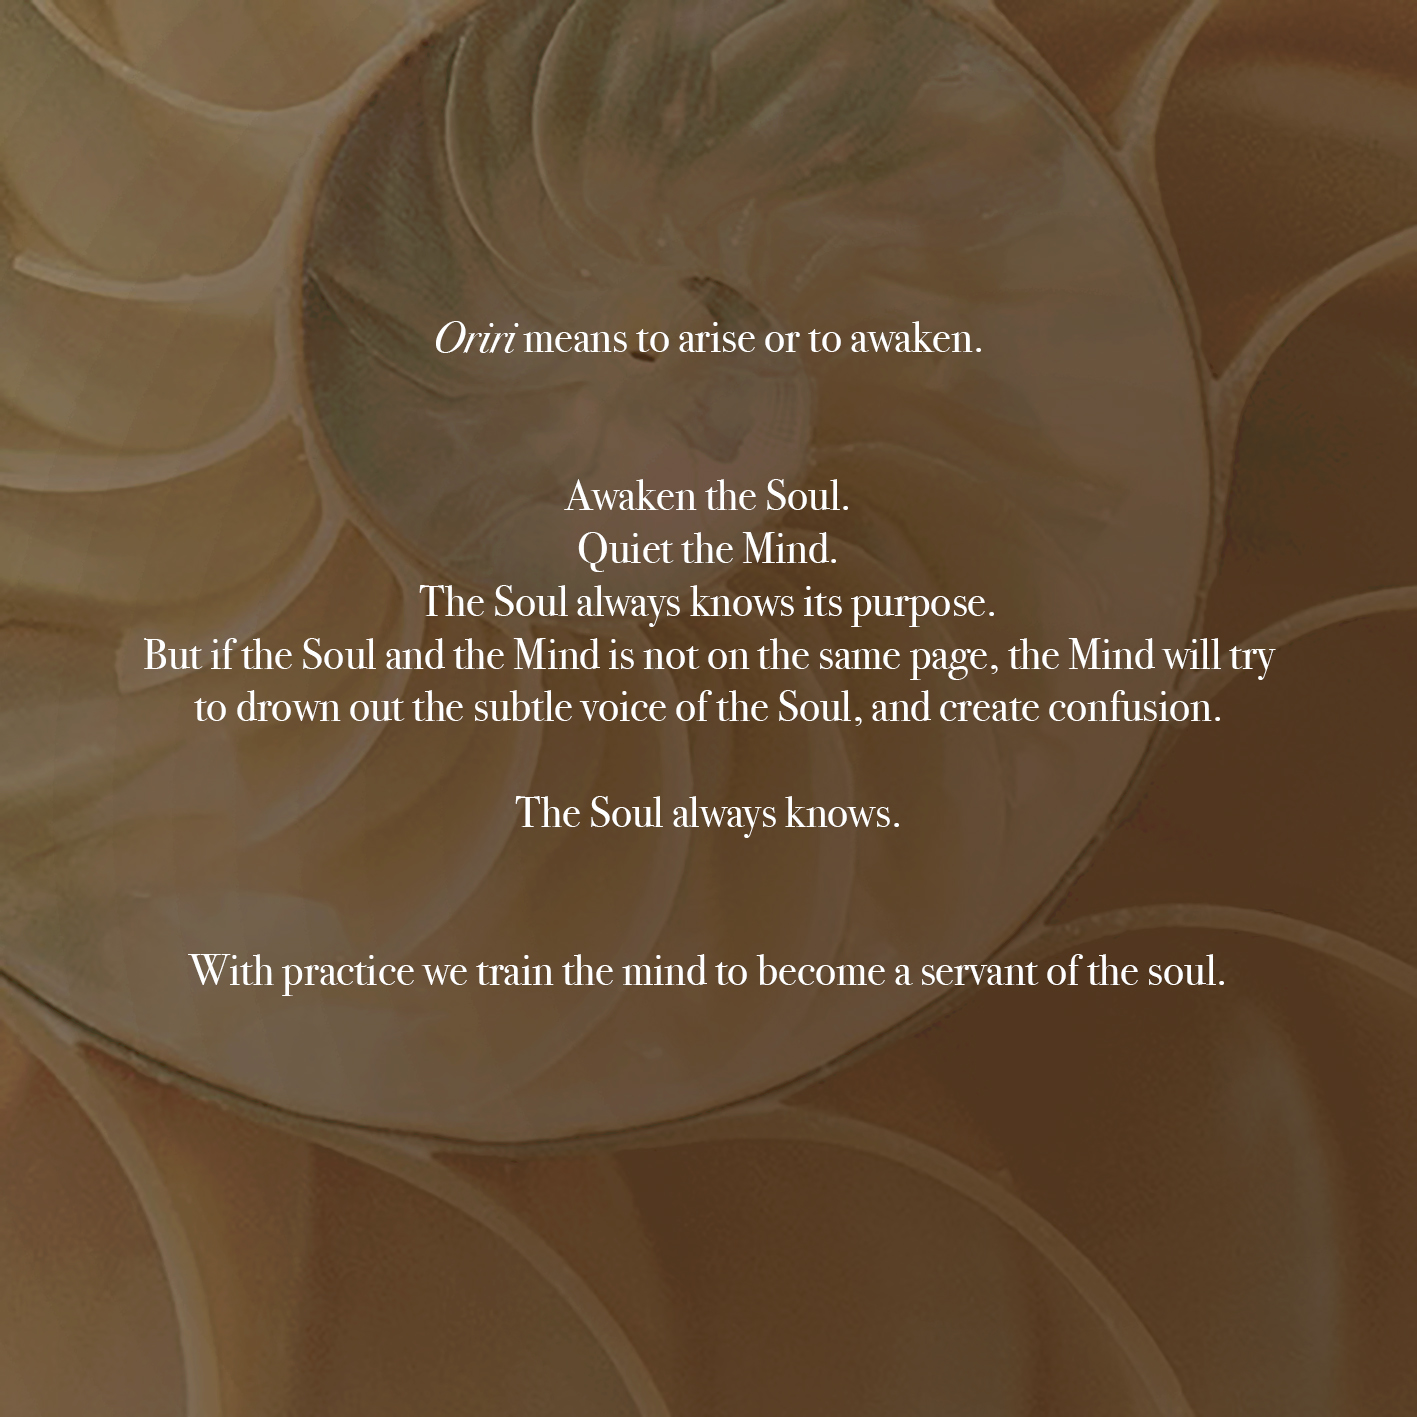 Oriri means to arise or to awaken.
Awaken the Soul.
Quiet the Mind.
The Soul always knows its purpose.
But if the Soul and the Mind is not on the same page, the Mind will try
to drown out the subtle voice of the Soul, and create confusion.
The Soul always knows.
With practice we train the mind to become a servant of the soul.